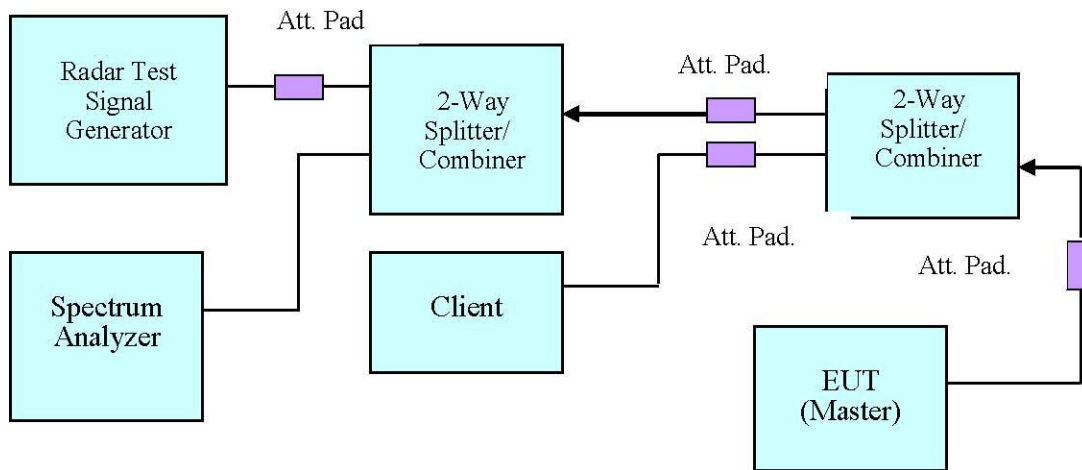 Att. Pad
Radar Test
Signal
Generator
2-Way
Splitter/
Combiner
Att. Pad.
2-Way
Splitter/
Combiner
Att. Pad.
Att. Pad.
Spectrum
Analyzer
Client
EUT
(Master)